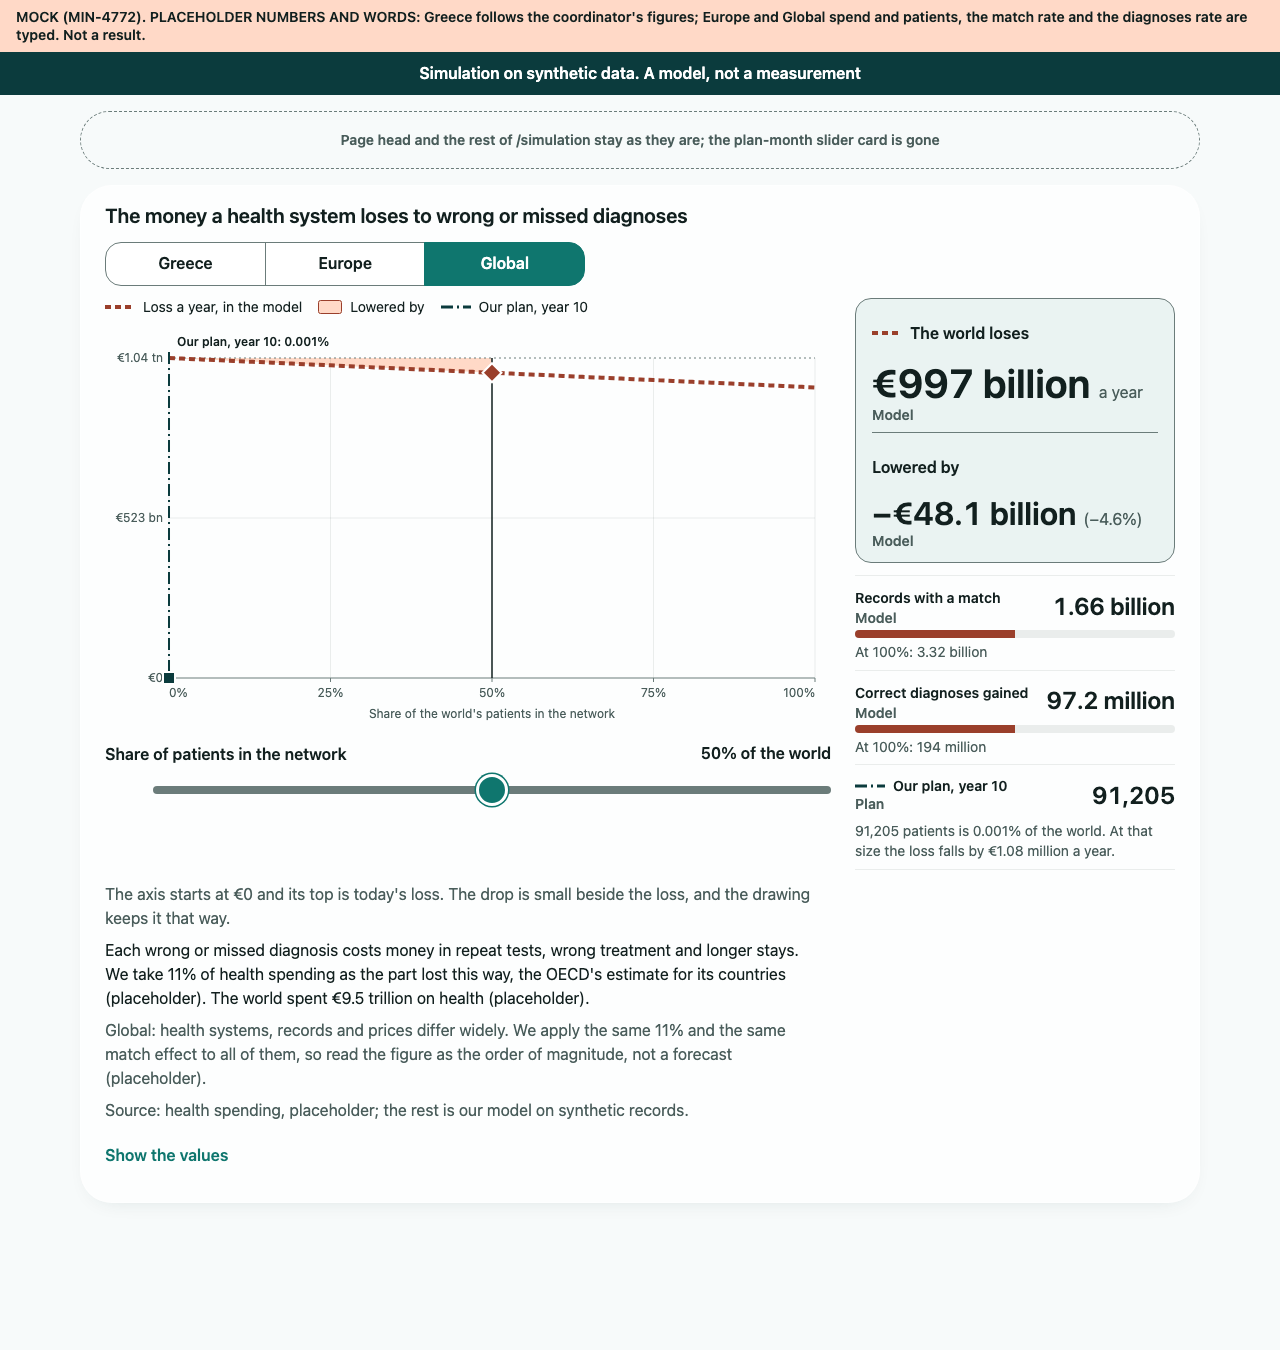 MOCK (MIN-4772). PLACEHOLDER NUMBERS AND WORDS: Greece follows the coordinator's figures; Europe and Global spend and patients, the match rate and the diagnoses rate are
typed. Not a result.
Simulation on synthetic data. A model, not a measurement
Page head and the rest of /simulation stay as they are; the plan-month slider card is gone
The money a health system loses to wrong or missed diagnoses
Greece
Europe
Global
Loss a year, in the model
Lowered by
Our plan, year 10
Our plan, year 10: 0.001%
€1.04 tn
€523 bn
€0
0%
25%
50%
75%
100%
Share of the world's patients in the network
Share of patients in the network
50% of the world
The world loses
€997 billion a year
Model
Lowered by
−€48.1 billion (−4.6%)
Model
Records with a match
Model
1.66 billion
At 100%: 3.32 billion
Correct diagnoses gained
Model
97.2 million
At 100%: 194 million
Our plan, year 10
Plan
91,205
91,205 patients is 0.001% of the world. At that
size the loss falls by €1.08 million a year.
The axis starts at €0 and its top is today's loss. The drop is small beside the loss, and the drawing
keeps it that way.
Each wrong or missed diagnosis costs money in repeat tests, wrong treatment and longer stays.
We take 11% of health spending as the part lost this way, the OECD's estimate for its countries
(placeholder). The world spent €9.5 trillion on health (placeholder).
Global: health systems, records and prices differ widely. We apply the same 11% and the same
match effect to all of them, so read the figure as the order of magnitude, not a forecast
(placeholder).
Source: health spending, placeholder; the rest is our model on synthetic records.
Show the values